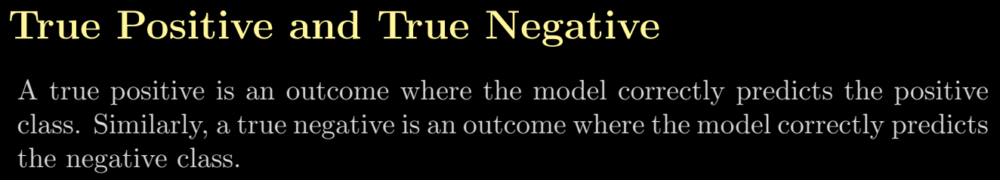 True Positive and True Negative
A true positive is an outcome where the model correctly predicts the positive
class. Similarly, a true negative is an outcome where the model correctly predicts
the negative class.